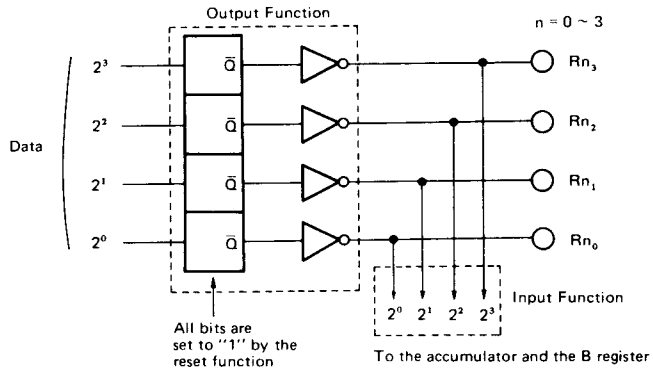 Output Function
n = 0 ~ 3
2³ Q̅ Rn₃
2² Q̅ Rn₂
Data
2¹ Q̅ Rn₁
2⁰ Q̅ Rn₀
Input Function
2⁰ 2¹ 2² 2³
All bits are
set to "1" by the
reset function
To the accumulator and the B register